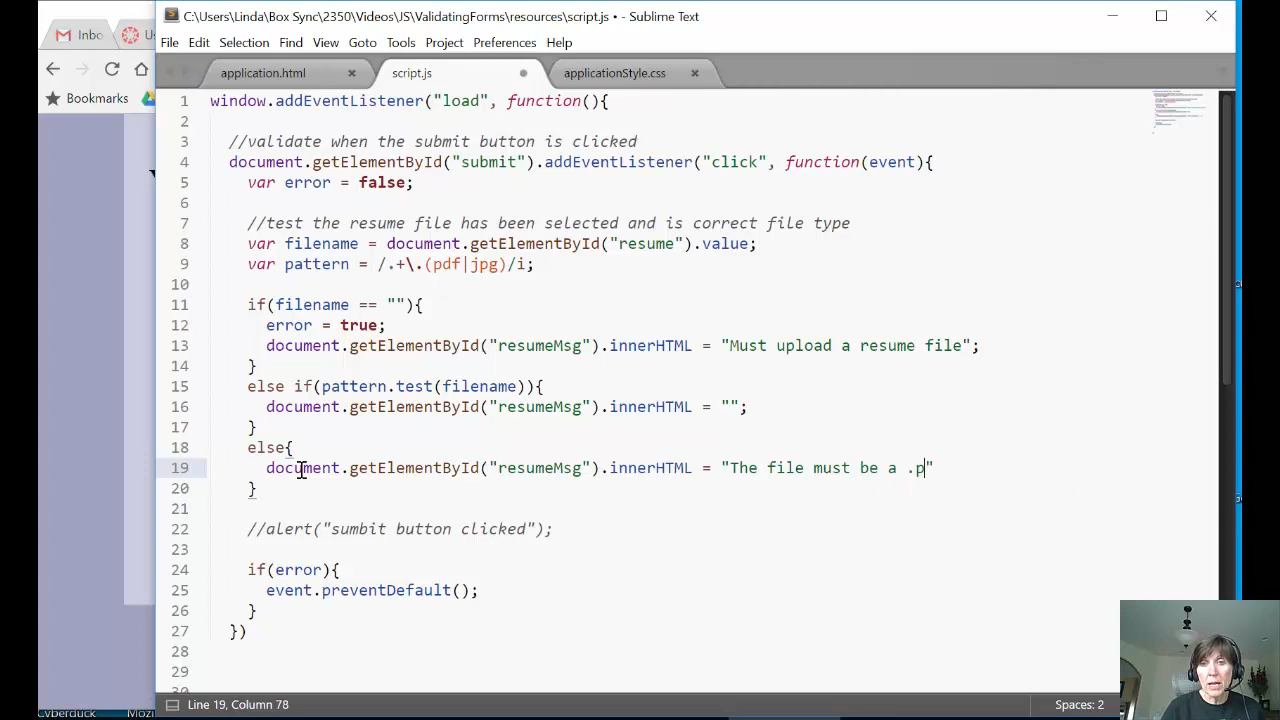 C:\Users\Linda\Box Sync\2350\Videos\JS\ValidatingForms\resources\script.js • - Sublime Text
File Edit Selection Find View Goto Tools Project Preferences Help
Inbo
application.html script.js applicationStyle.css
Bookmarks
1 window.addEventListener("load", function(){
2
3 //validate when the submit button is clicked
4 document.getElementById("submit").addEventListener("click", function(event){
5 var error = false;
6
7 //test the resume file has been selected and is correct file type
8 var filename = document.getElementById("resume").value;
9 var pattern = /.+\.(pdf|jpg)/i;
10
11 if(filename == ""){
12 error = true;
13 document.getElementById("resumeMsg").innerHTML = "Must upload a resume file";
14 }
15 else if(pattern.test(filename)){
16 document.getElementById("resumeMsg").innerHTML = "";
17 }
18 else{
19 document.getElementById("resumeMsg").innerHTML = "The file must be a .p"
20 }
21
22 //alert("sumbit button clicked");
23
24 if(error){
25 event.preventDefault();
26 }
27 })
28
29
30
Line 19, Column 78 Spaces: 2
Cyberduck Mozi